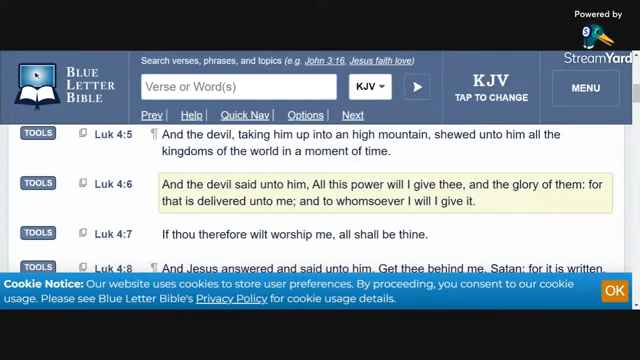 Powered by
StreamYard
Search verses, phrases, and topics (e.g. John 3:16, Jesus faith love)
BLUE
LETTER
BIBLE
Verse or Word(s)
KJV
KJV
TAP TO CHANGE
MENU
Prev Help Quick Nav Options Next
TOOLS Luk 4:5 ¶ And the devil, taking him up into an high mountain, shewed unto him all the
kingdoms of the world in a moment of time.
TOOLS Luk 4:6 And the devil said unto him, All this power will I give thee, and the glory of them: for
that is delivered unto me; and to whomsoever I will I give it.
TOOLS Luk 4:7 If thou therefore wilt worship me, all shall be thine.
TOOLS Luk 4:8 ¶ And Jesus answered and said unto him, Get thee behind me, Satan: for it is written,
Cookie Notice: Our website uses cookies to store user preferences. By proceeding, you consent to our cookie
usage. Please see Blue Letter Bible's Privacy Policy for cookie usage details.
OK